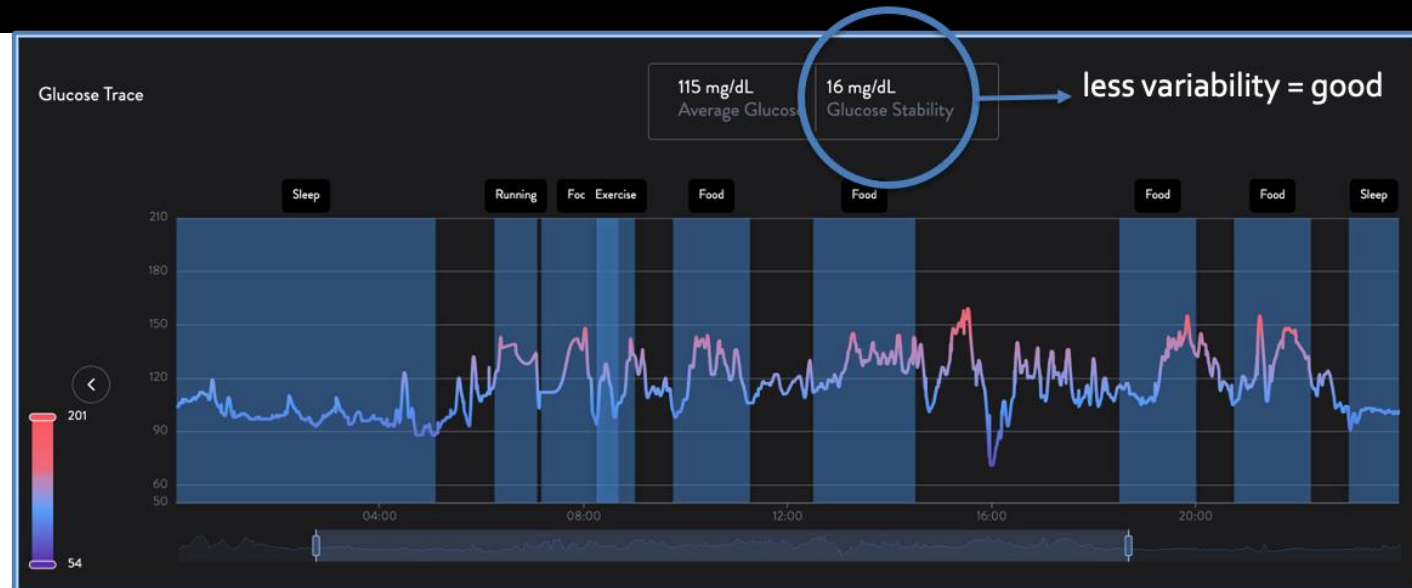 115 mg/dL
16 mg/dL
less variability = good
Glucose Trace
Average Glucose
Glucose Stability
Sleep
Running
Foc
Exercise
Food
Food
Food
Food
Sleep
210
180
150
120
90
60
50
201
54
04:00
08:00
12:00
16:00
20:00